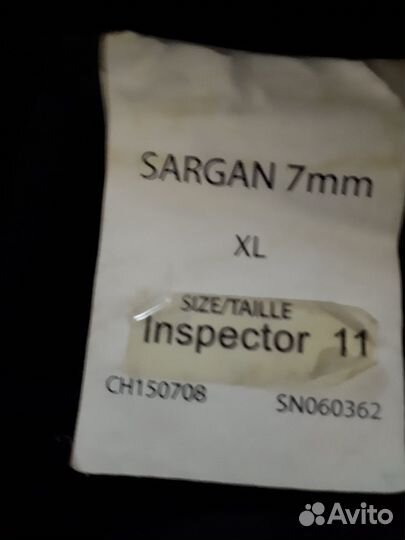 SARGAN 7mm
XL
SIZE/TAILLE
Inspector 11
CH150708 SN060362
Avito